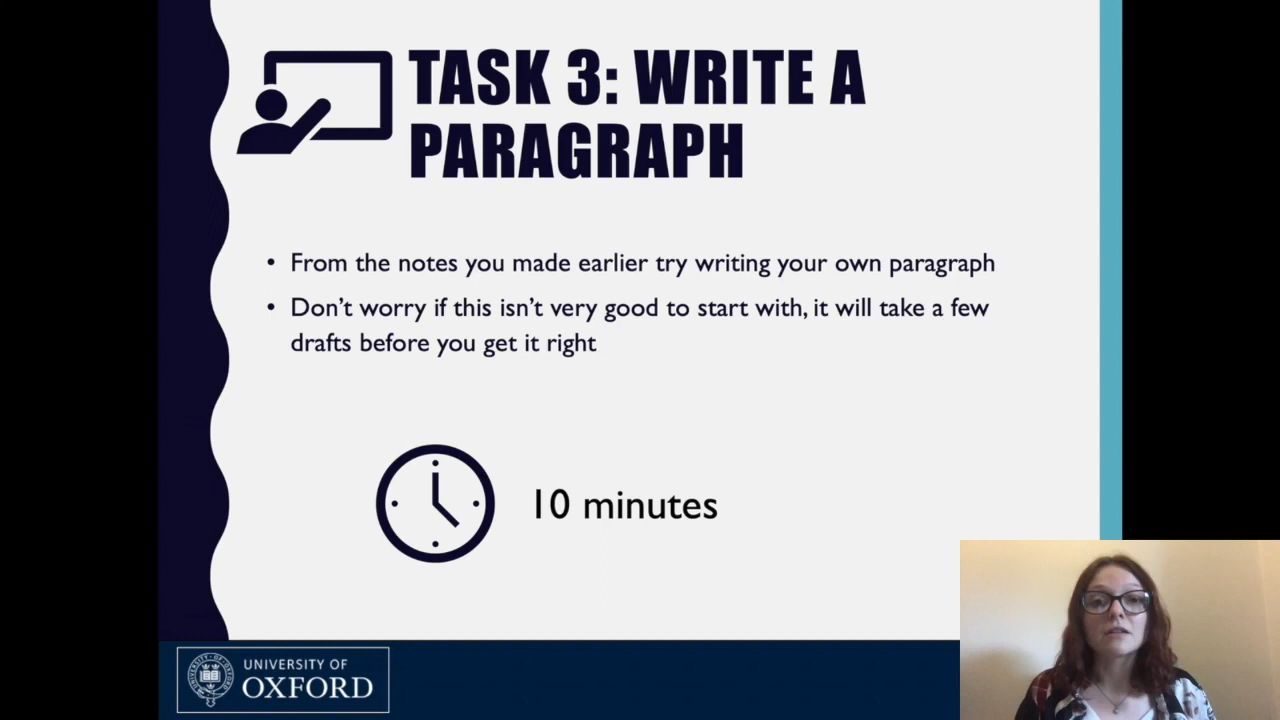 TASK 3: WRITE A
PARAGRAPH
• From the notes you made earlier try writing your own paragraph
• Don't worry if this isn't very good to start with, it will take a few
drafts before you get it right
10 minutes
UNIVERSITY OF
OXFORD